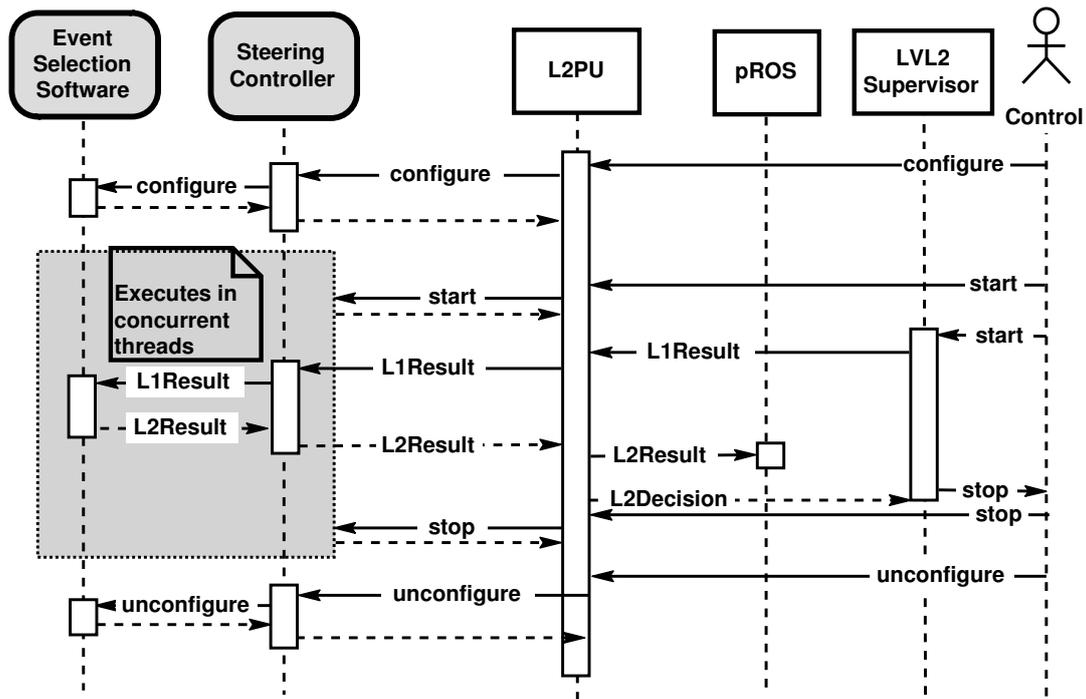 Event
Selection
Software
Steering
Controller
L2PU
pROS
LVL2
Supervisor
Control
configure
configure
configure
Executes in
concurrent
threads
start
start
start
L1Result
L1Result
L1Result
L2Result
L2Result
L2Result
L2Decision
stop
stop
stop
unconfigure
unconfigure
unconfigure